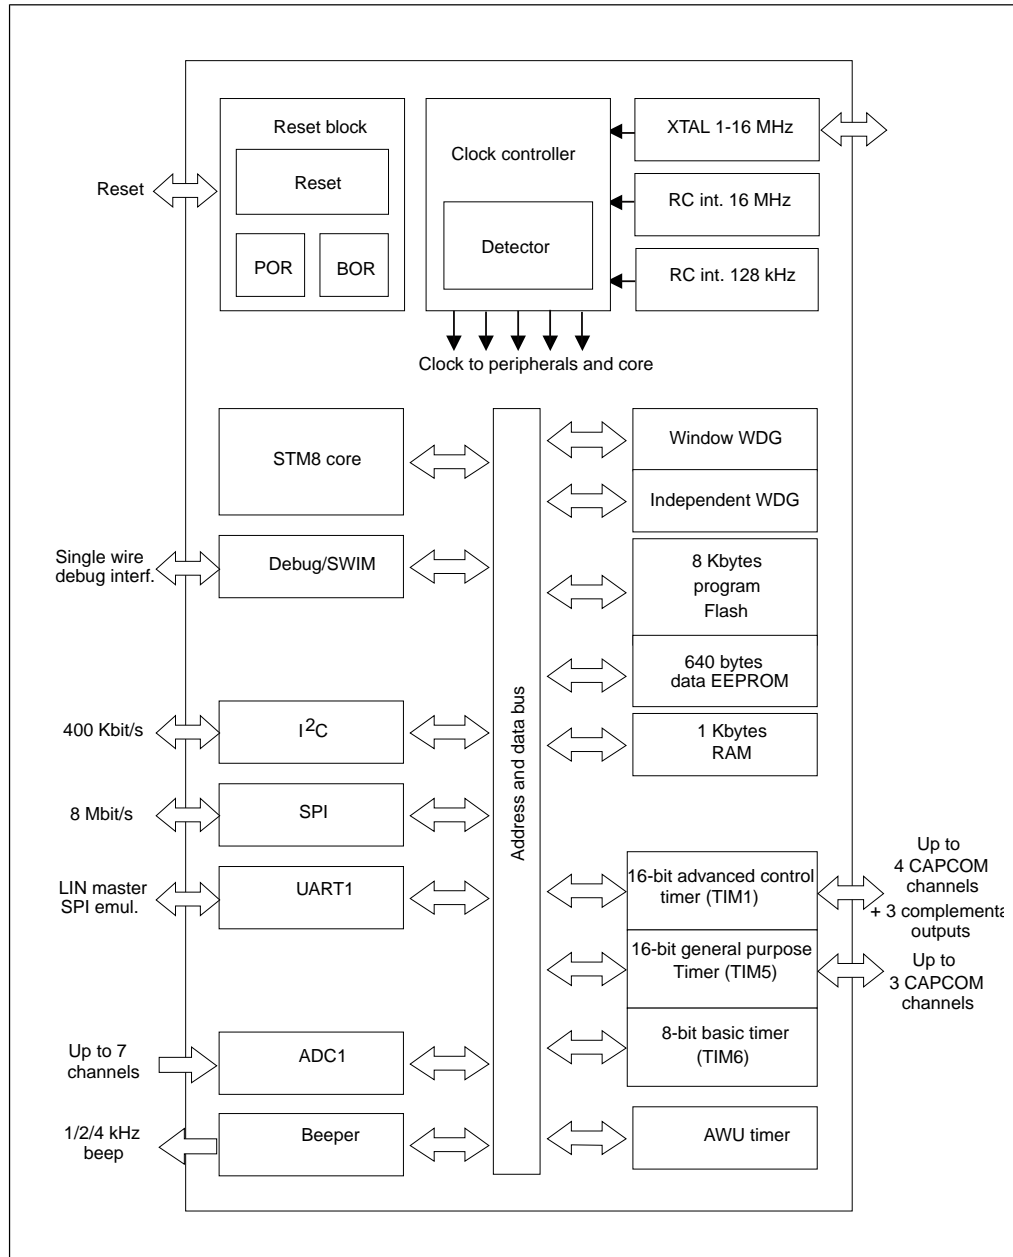 Reset block
Reset
POR
BOR
Reset
Clock controller
Detector
XTAL 1-16 MHz
RC int. 16 MHz
RC int. 128 kHz
Clock to peripherals and core
STM8 core
Debug/SWIM
Single wire
debug interf.
400 Kbit/s
I²C
8 Mbit/s
SPI
LIN master
SPI emul.
UART1
Up to 7
channels
ADC1
1/2/4 kHz
beep
Beeper
Address and data bus
Window WDG
Independent WDG
8 Kbytes
program
Flash
640 bytes
data EEPROM
1 Kbytes
RAM
16-bit advanced control
timer (TIM1)
Up to
4 CAPCOM
channels
+ 3 complementa
outputs
16-bit general purpose
Timer (TIM5)
Up to
3 CAPCOM
channels
8-bit basic timer
(TIM6)
AWU timer